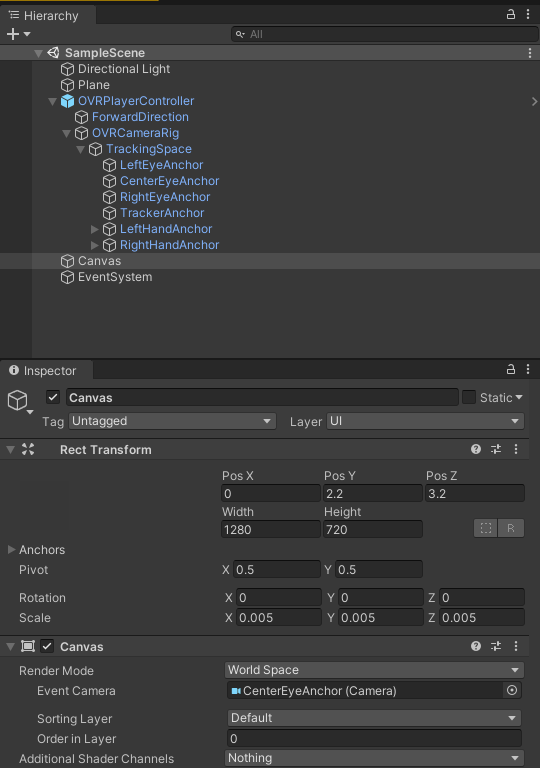 Hierarchy
All
SampleScene
Directional Light
Plane
OVRPlayerController
ForwardDirection
OVRCameraRig
TrackingSpace
LeftEyeAnchor
CenterEyeAnchor
RightEyeAnchor
TrackerAnchor
LeftHandAnchor
RightHandAnchor
Canvas
EventSystem
Inspector
Canvas Static
Tag Untagged Layer UI
Rect Transform
Pos X Pos Y Pos Z
0 2.2 3.2
Width Height
1280 720 R
Anchors
Pivot X 0.5 Y 0.5
Rotation X 0 Y 0 Z 0
Scale X 0.005 Y 0.005 Z 0.005
Canvas
Render Mode World Space
Event Camera CenterEyeAnchor (Camera)
Sorting Layer Default
Order in Layer 0
Additional Shader Channels Nothing